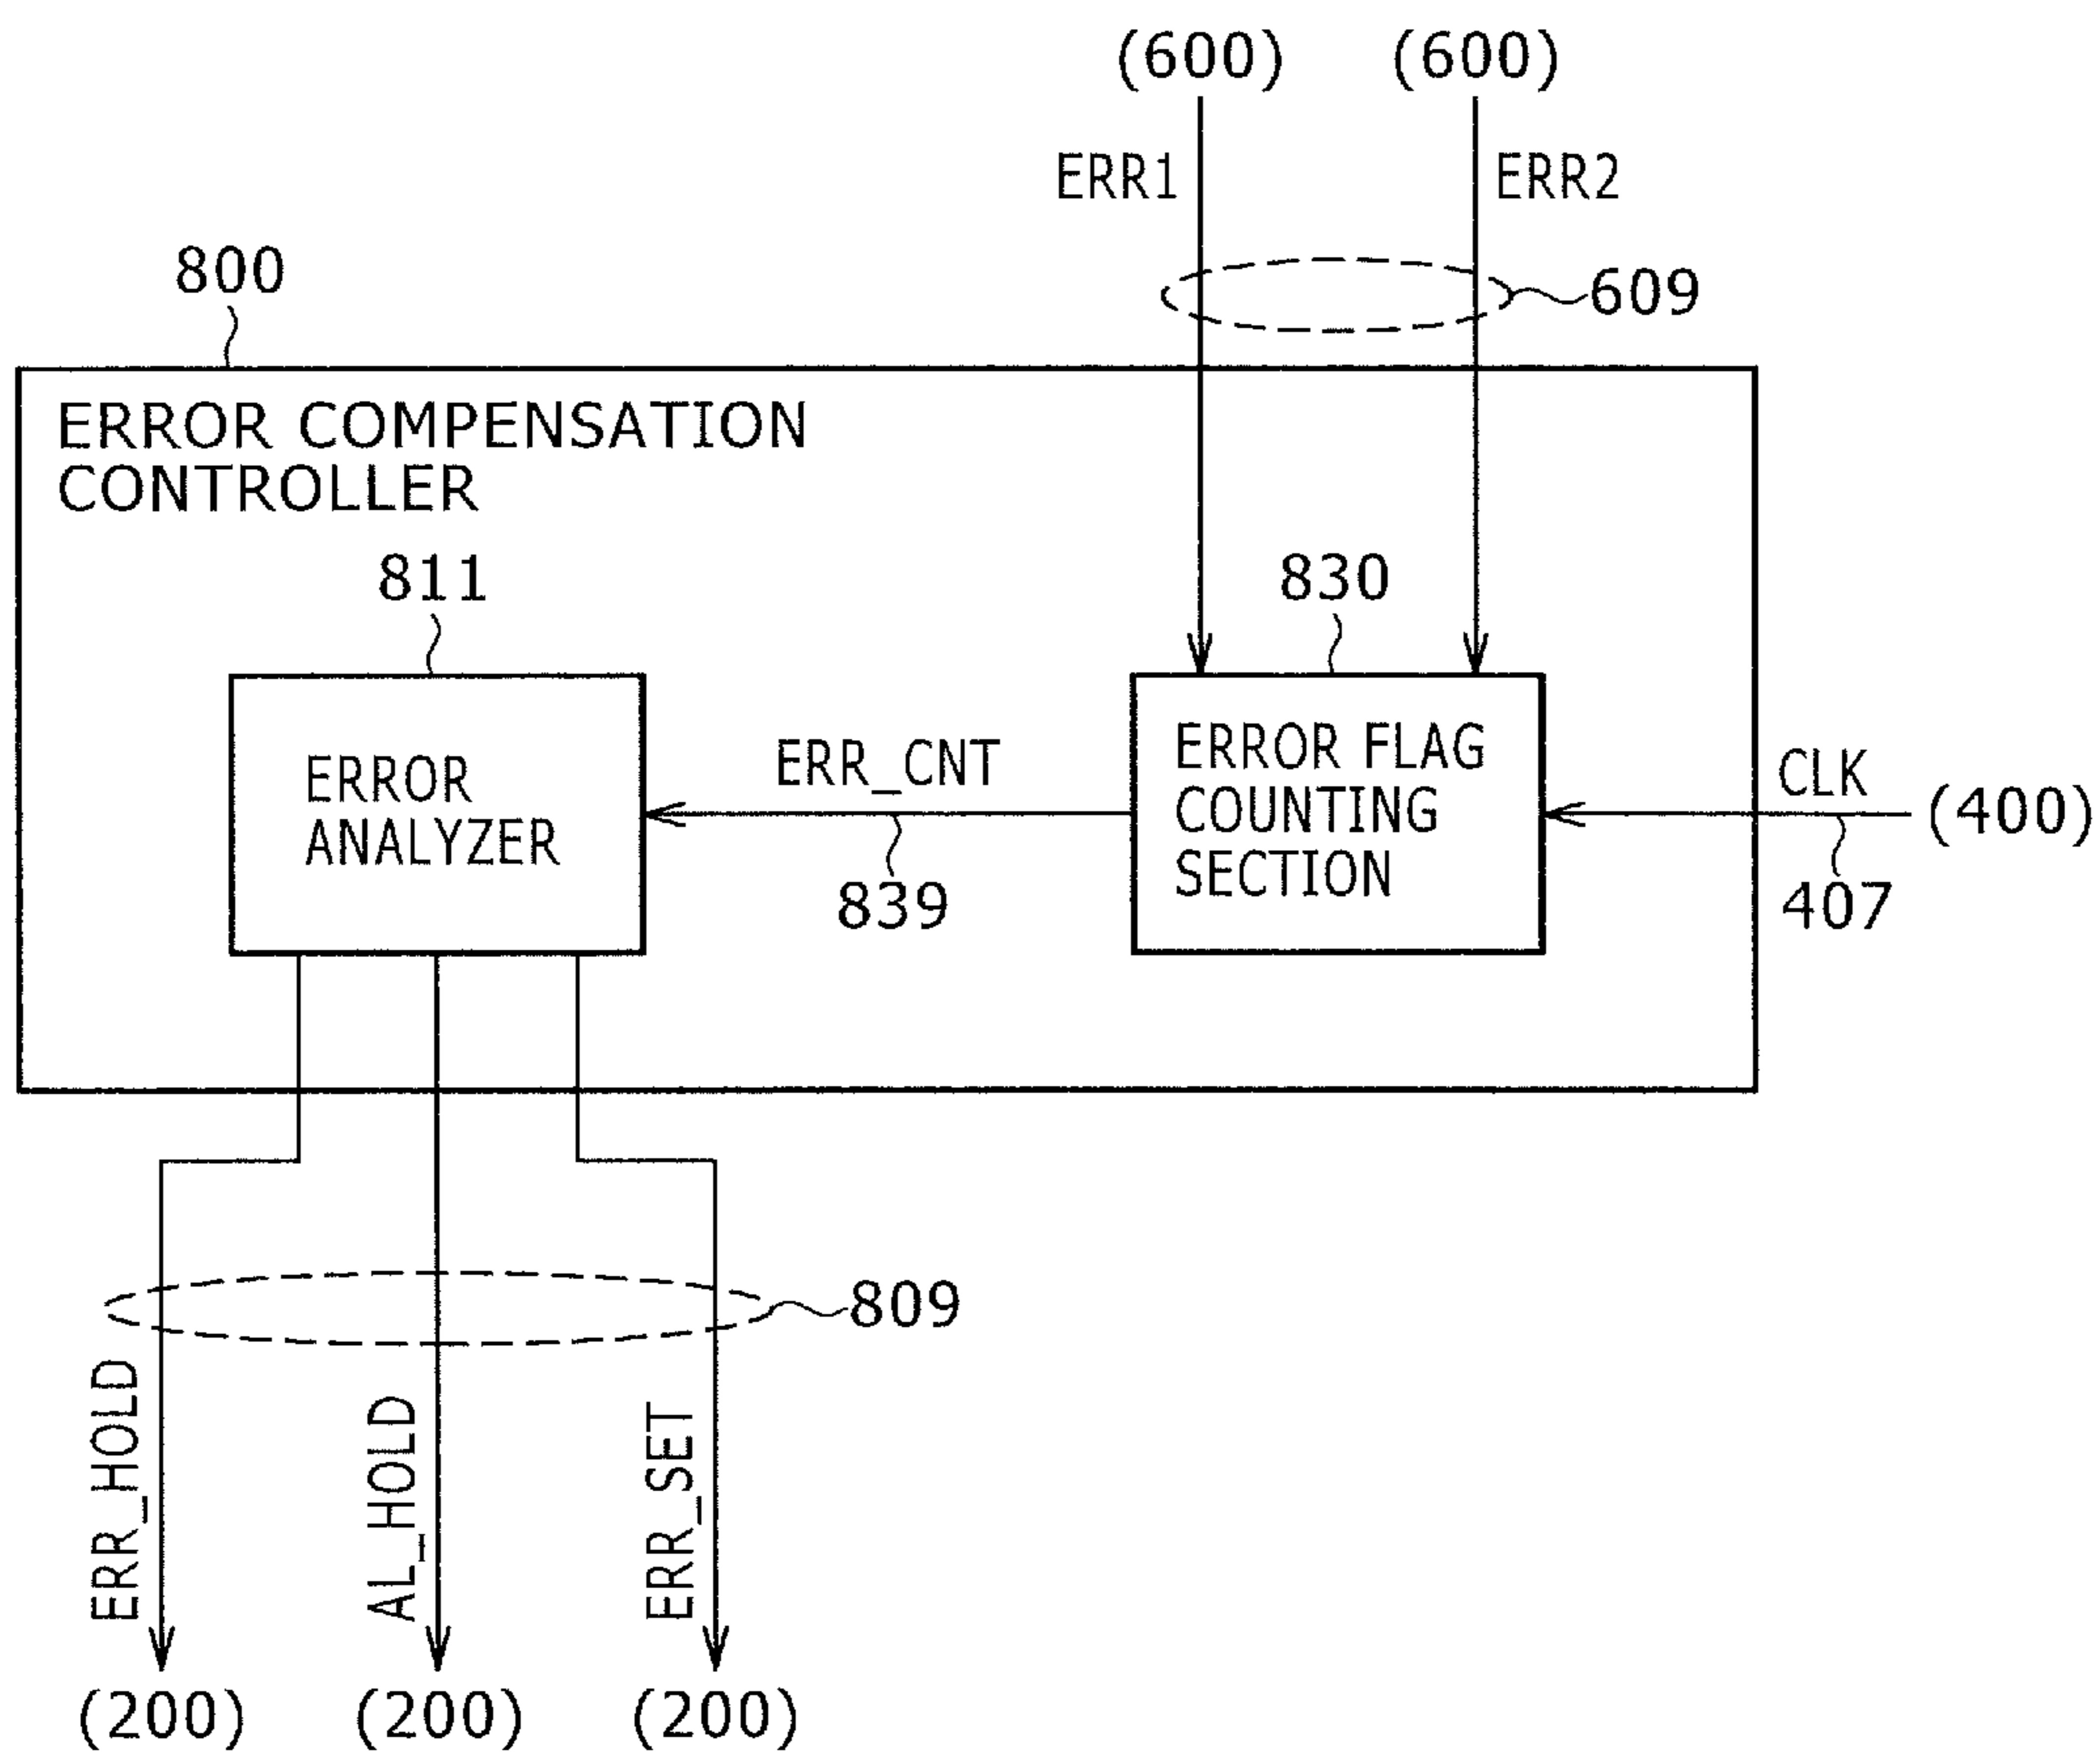 (600) (600)
ERR1 ERR2
800
609
ERROR COMPENSATION
CONTROLLER
811
830
ERROR
ANALYZER
ERR_CNT
839
ERROR FLAG
COUNTING
SECTION
CLK
(400)
407
809
ERR_HOLD
AL_HOLD
ERR_SET
(200) (200) (200)